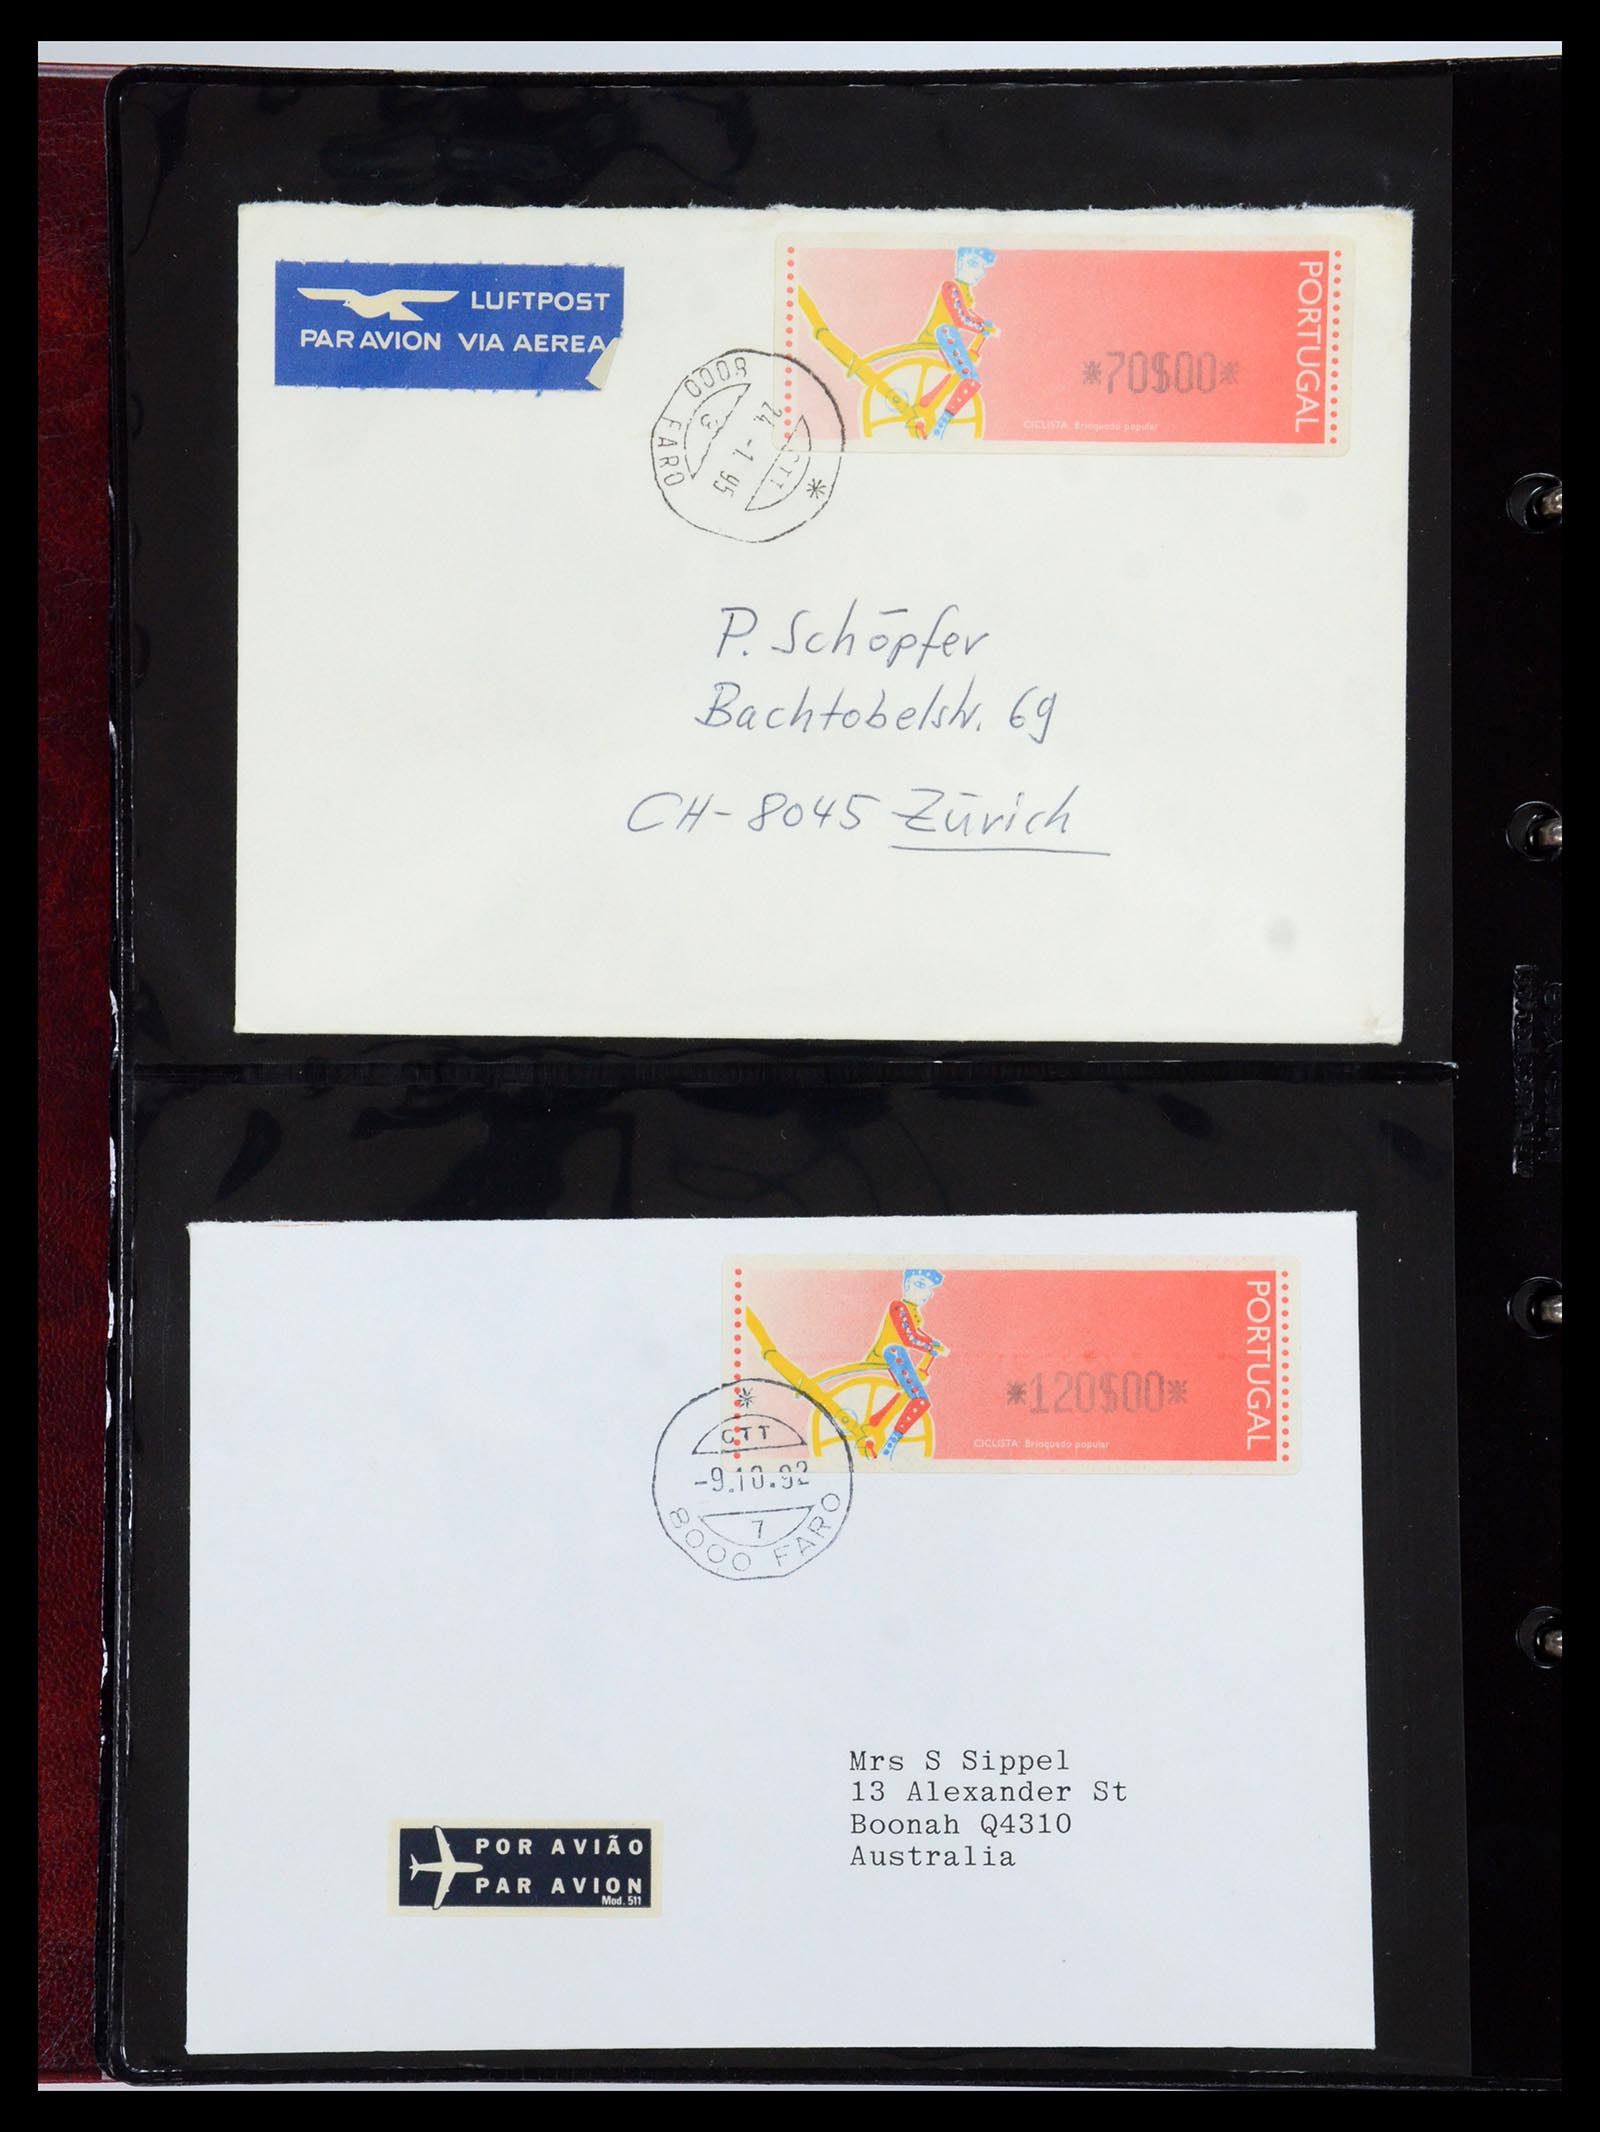 LUFTPOST
PAR AVION VIA AEREA
PORTUGAL
*70$00*
CICLISTA. Brinquedo popular
8000 FARO
24.-1.95
3
CTT
*
P. Schöpfer
Bachtobelstr. 69
CH-8045 Zürich
PORTUGAL
*120$00*
CICLISTA. Brinquedo popular
*
CTT
-9.10.92
7
8000 FARO
Mrs S Sippel
13 Alexander St
Boonah Q4310
Australia
POR AVIÃO
PAR AVION
Mod. 511